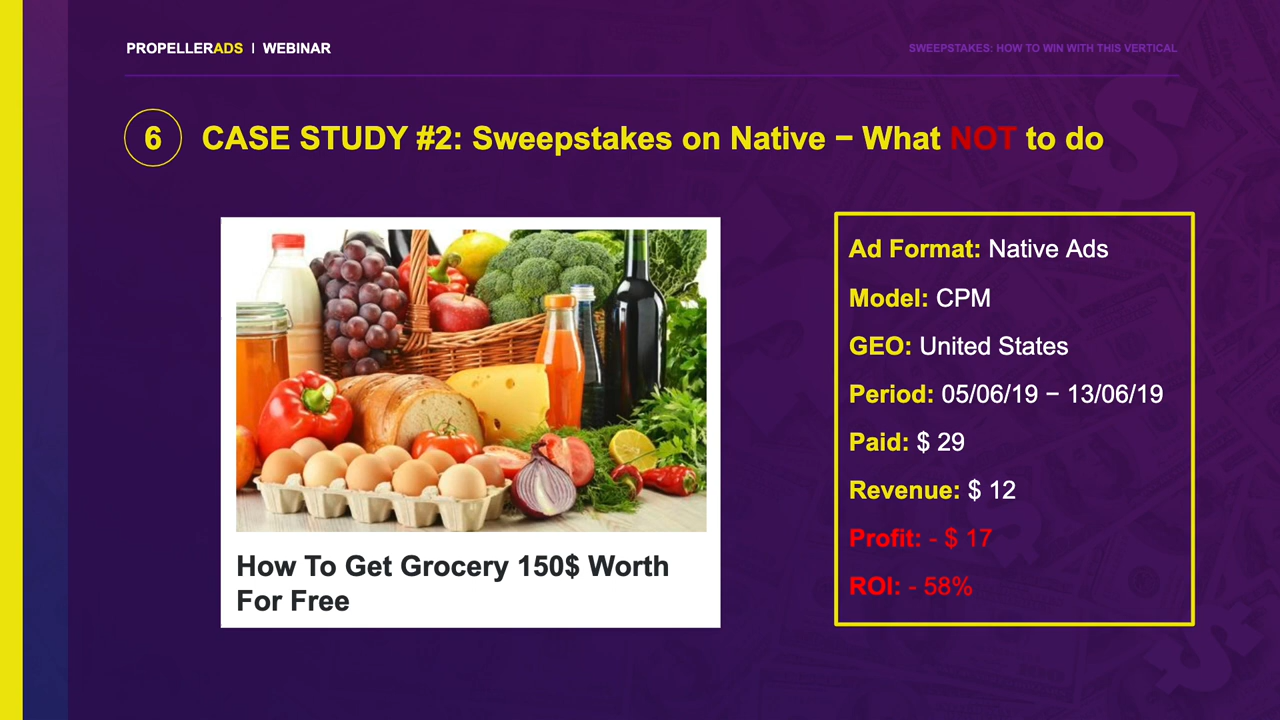 PROPELLERADS | WEBINAR
SWEEPSTAKES: HOW TO WIN WITH THIS VERTICAL
6
CASE STUDY #2: Sweepstakes on Native – What NOT to do
How To Get Grocery 150$ Worth
For Free
Ad Format: Native Ads
Model: CPM
GEO: United States
Period: 05/06/19 – 13/06/19
Paid: $ 29
Revenue: $ 12
Profit: - $ 17
ROI: - 58%